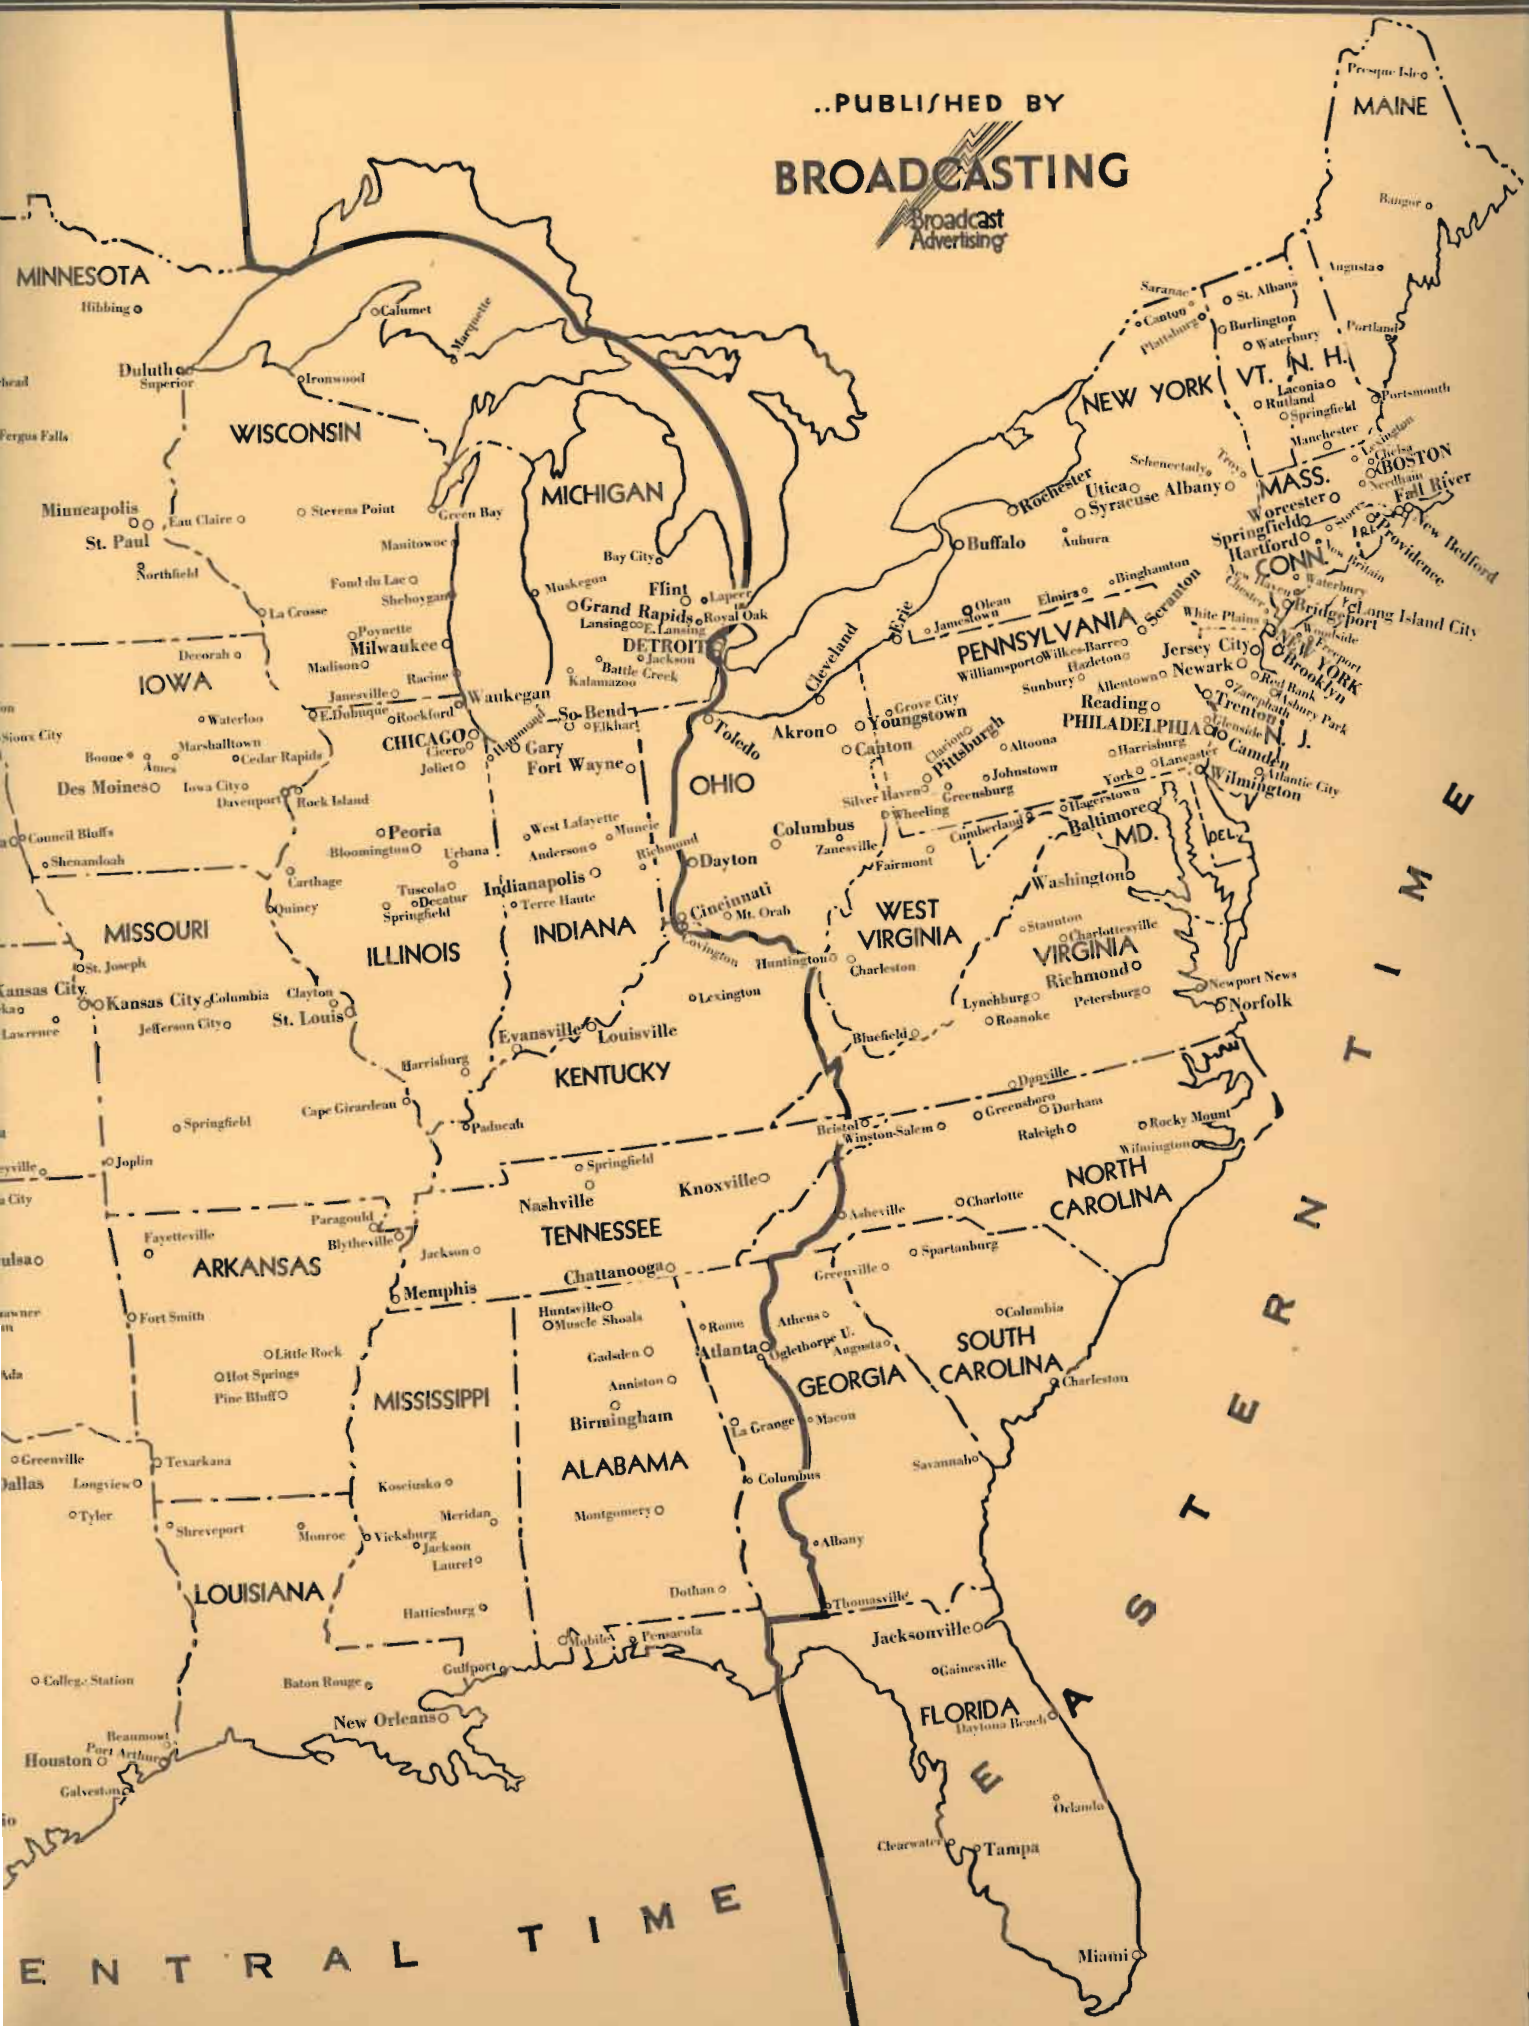 ..PUBLISHED BY
BROADCASTING
Broadcast
Advertising
Presque Isle
MAINE
Bangor
Augusta
Portland
MINNESOTA
Hibbing
Duluth
Superior
Fergus Falls
Minneapolis
St. Paul
Northfield
Calumet
Marquette
Ironwood
WISCONSIN
Eau Claire
Stevens Point
Green Bay
Manitowoc
Fond du Lac
Sheboygan
La Crosse
Poynette
Milwaukee
Madison
Racine
Janesville
MICHIGAN
Bay City
Muskegon
Flint
Lapeer
Grand Rapids
Royal Oak
Lansing
E. Lansing
DETROIT
Jackson
Battle Creek
Kalamazoo
Saranac
Canton
Plattsburg
St. Albans
Burlington
Waterbury
NEW YORK
VT.
N. H.
Laconia
Rutland
Springfield
Portsmouth
Manchester
Lexington
Chelsa
BOSTON
Needham
MASS.
Fall River
Worcester
Springfield
Storrs
R.I.
New Bedford
Providence
Hartford
CONN.
New Britain
New Haven
Waterbury
Chester
Bridgeport
Long Island City
White Plains
Woodside
Freeport
NEW YORK
Brooklyn
Rochester
Schenectady
Troy
Utica
Syracuse
Albany
Buffalo
Auburn
Binghamton
Elmira
Olean
Jamestown
Erie
PENNSYLVANIA
Scranton
Williamsport
Wilkes-Barre
Hazleton
Sunbury
Allentown
Jersey City
Newark
Red Bank
Zarephath
Asbury Park
Reading
Trenton
PHILADELPHIA
Glenside
N. J.
Camden
Atlantic City
Wilmington
Grove City
Clarion
Pittsburgh
Altoona
Harrisburg
Lancaster
York
Johnstown
Greensburg
Silver Haven
IOWA
Decorah
Waterloo
Sioux City
Boone
Ames
Marshalltown
Cedar Rapids
Des Moines
Iowa City
Davenport
Rock Island
Council Bluffs
Shenandoah
E.Dubuque
Rockford
Waukegan
CHICAGO
Cicero
Joliet
Hammond
Gary
So-Bend
Elkhart
Fort Wayne
Toledo
OHIO
Cleveland
Akron
Youngstown
Canton
Columbus
Zanesville
Wheeling
Dayton
Cincinnati
Mt. Orab
Covington
Peoria
Bloomington
Urbana
Carthage
Quincy
Tuscola
Decatur
Springfield
ILLINOIS
West Lafayette
Muncie
Anderson
Richmond
Indianapolis
Terre Haute
INDIANA
Evansville
Louisville
Harrisburg
MISSOURI
St. Joseph
Kansas City
Kansas City
Columbia
Clayton
Lawrence
Jefferson City
St. Louis
Cape Girardeau
Springfield
Joplin
KENTUCKY
Lexington
Paducah
WEST
VIRGINIA
Fairmont
Huntington
Charleston
Bluefield
Cumberland
Hagerstown
Baltimore
MD.
DEL.
Washington
Staunton
Charlottesville
VIRGINIA
Richmond
Newport News
Lynchburg
Petersburg
Norfolk
Roanoke
Danville
Bristol
Winston-Salem
Greensboro
Durham
Raleigh
Rocky Mount
Wilmington
NORTH
CAROLINA
Asheville
Charlotte
Springfield
Nashville
Knoxville
TENNESSEE
Jackson
Memphis
Chattanooga
Fayetteville
Paragould
Blytheville
ARKANSAS
Fort Smith
Little Rock
Hot Springs
Pine Bluff
Texarkana
Ada
Greenville
Dallas
Longview
Tyler
Shreveport
Monroe
LOUISIANA
Baton Rouge
New Orleans
College Station
Beaumont
Port Arthur
Houston
Galveston
MISSISSIPPI
Kosciusko
Meridan
Vicksburg
Jackson
Laurel
Hattiesburg
Gulfport
Huntsville
Muscle Shoals
Gadsden
Anniston
Birmingham
ALABAMA
Montgomery
Dothan
Mobile
Pensacola
Rome
Athens
Atlanta
Oglethorpe U.
Augusta
GEORGIA
La Grange
Macon
Columbus
Savannah
Albany
Thomasville
Greenville
Spartanburg
Columbia
SOUTH
CAROLINA
Charleston
Jacksonville
Gainesville
FLORIDA
Daytona Beach
Orlando
Clearwater
Tampa
Miami
EASTERN TIME
ENTRAL TIME